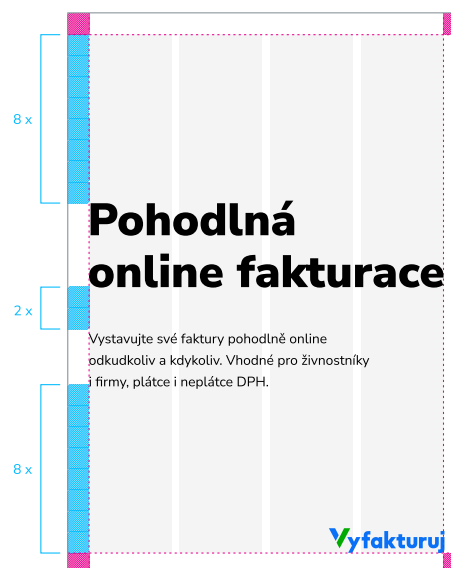 8 x
Pohodlná
online fakturace
2 x
Vystavujte své faktury pohodlně online
odkudkoliv a kdykoliv. Vhodné pro živnostníky
i firmy, plátce i neplátce DPH.
8 x
Vyfakturuj